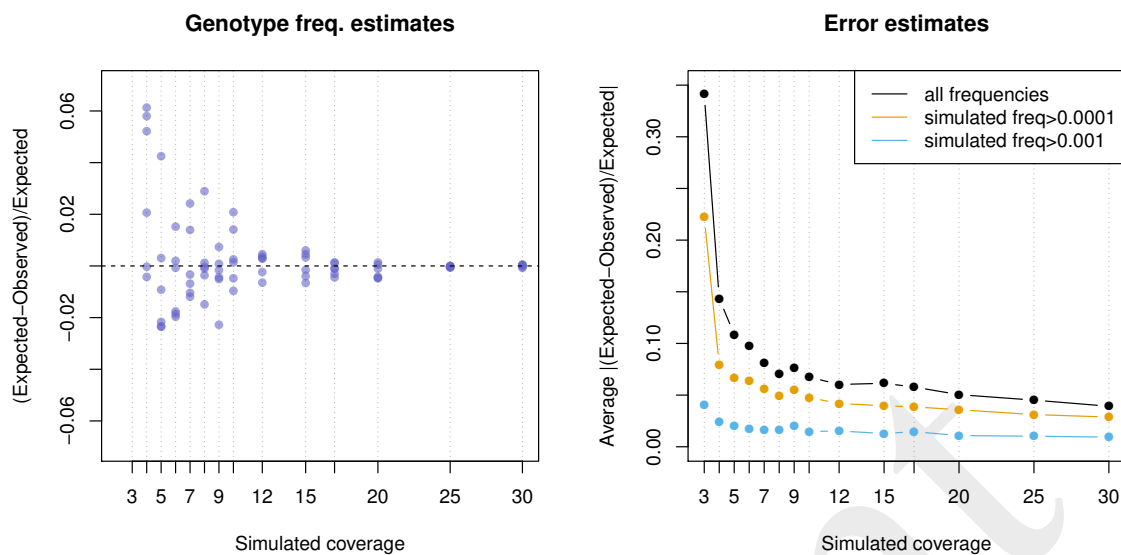 Genotype freq. estimates
(Expected−Observed)/Expected
0.06
0.02
−0.02
−0.06
3 5 7 9 12 15 20 25 30
Simulated coverage
Error estimates
Average |(Expected−Observed)/Expected|
0.30
0.20
0.10
0.00
all frequencies
simulated freq>0.0001
simulated freq>0.001
3 5 7 9 12 15 20 25 30
Simulated coverage